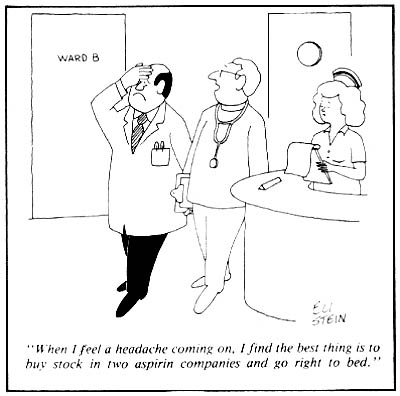 WARD B
ELI
STEIN
"When I feel a headache coming on, I find the best thing is to
buy stock in two aspirin companies and go right to bed."